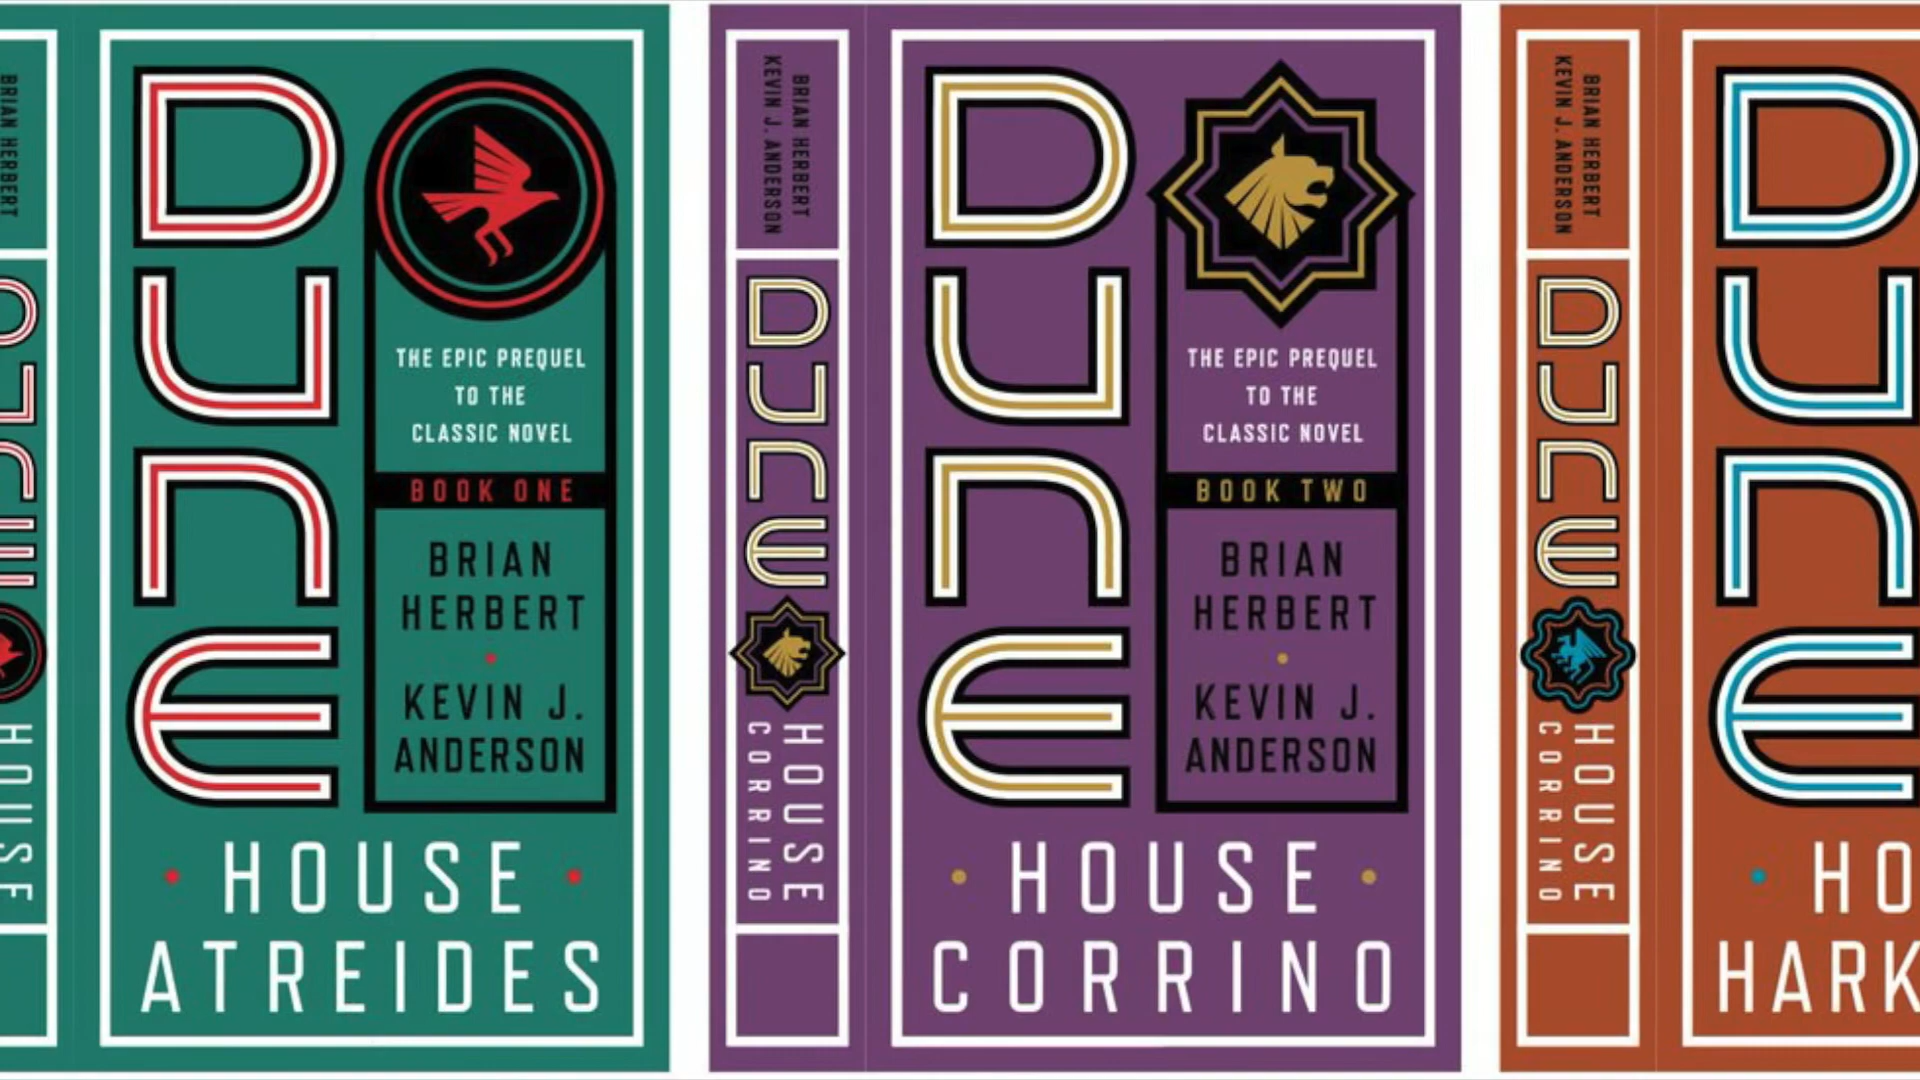 BRIAN HERBERT
HOUSE
DUNE
THE EPIC PREQUEL
TO THE
CLASSIC NOVEL
BOOK ONE
BRIAN
HERBERT
KEVIN J.
ANDERSON
HOUSE
ATREIDES
BRIAN HERBERT
KEVIN J. ANDERSON
DUNE
HOUSE
CORRINO
DUNE
THE EPIC PREQUEL
TO THE
CLASSIC NOVEL
BOOK TWO
BRIAN
HERBERT
KEVIN J.
ANDERSON
HOUSE
CORRINO
BRIAN HERBERT
KEVIN J. ANDERSON
DUNE
HOUSE
CORRINO
DUNE
HO
HARK